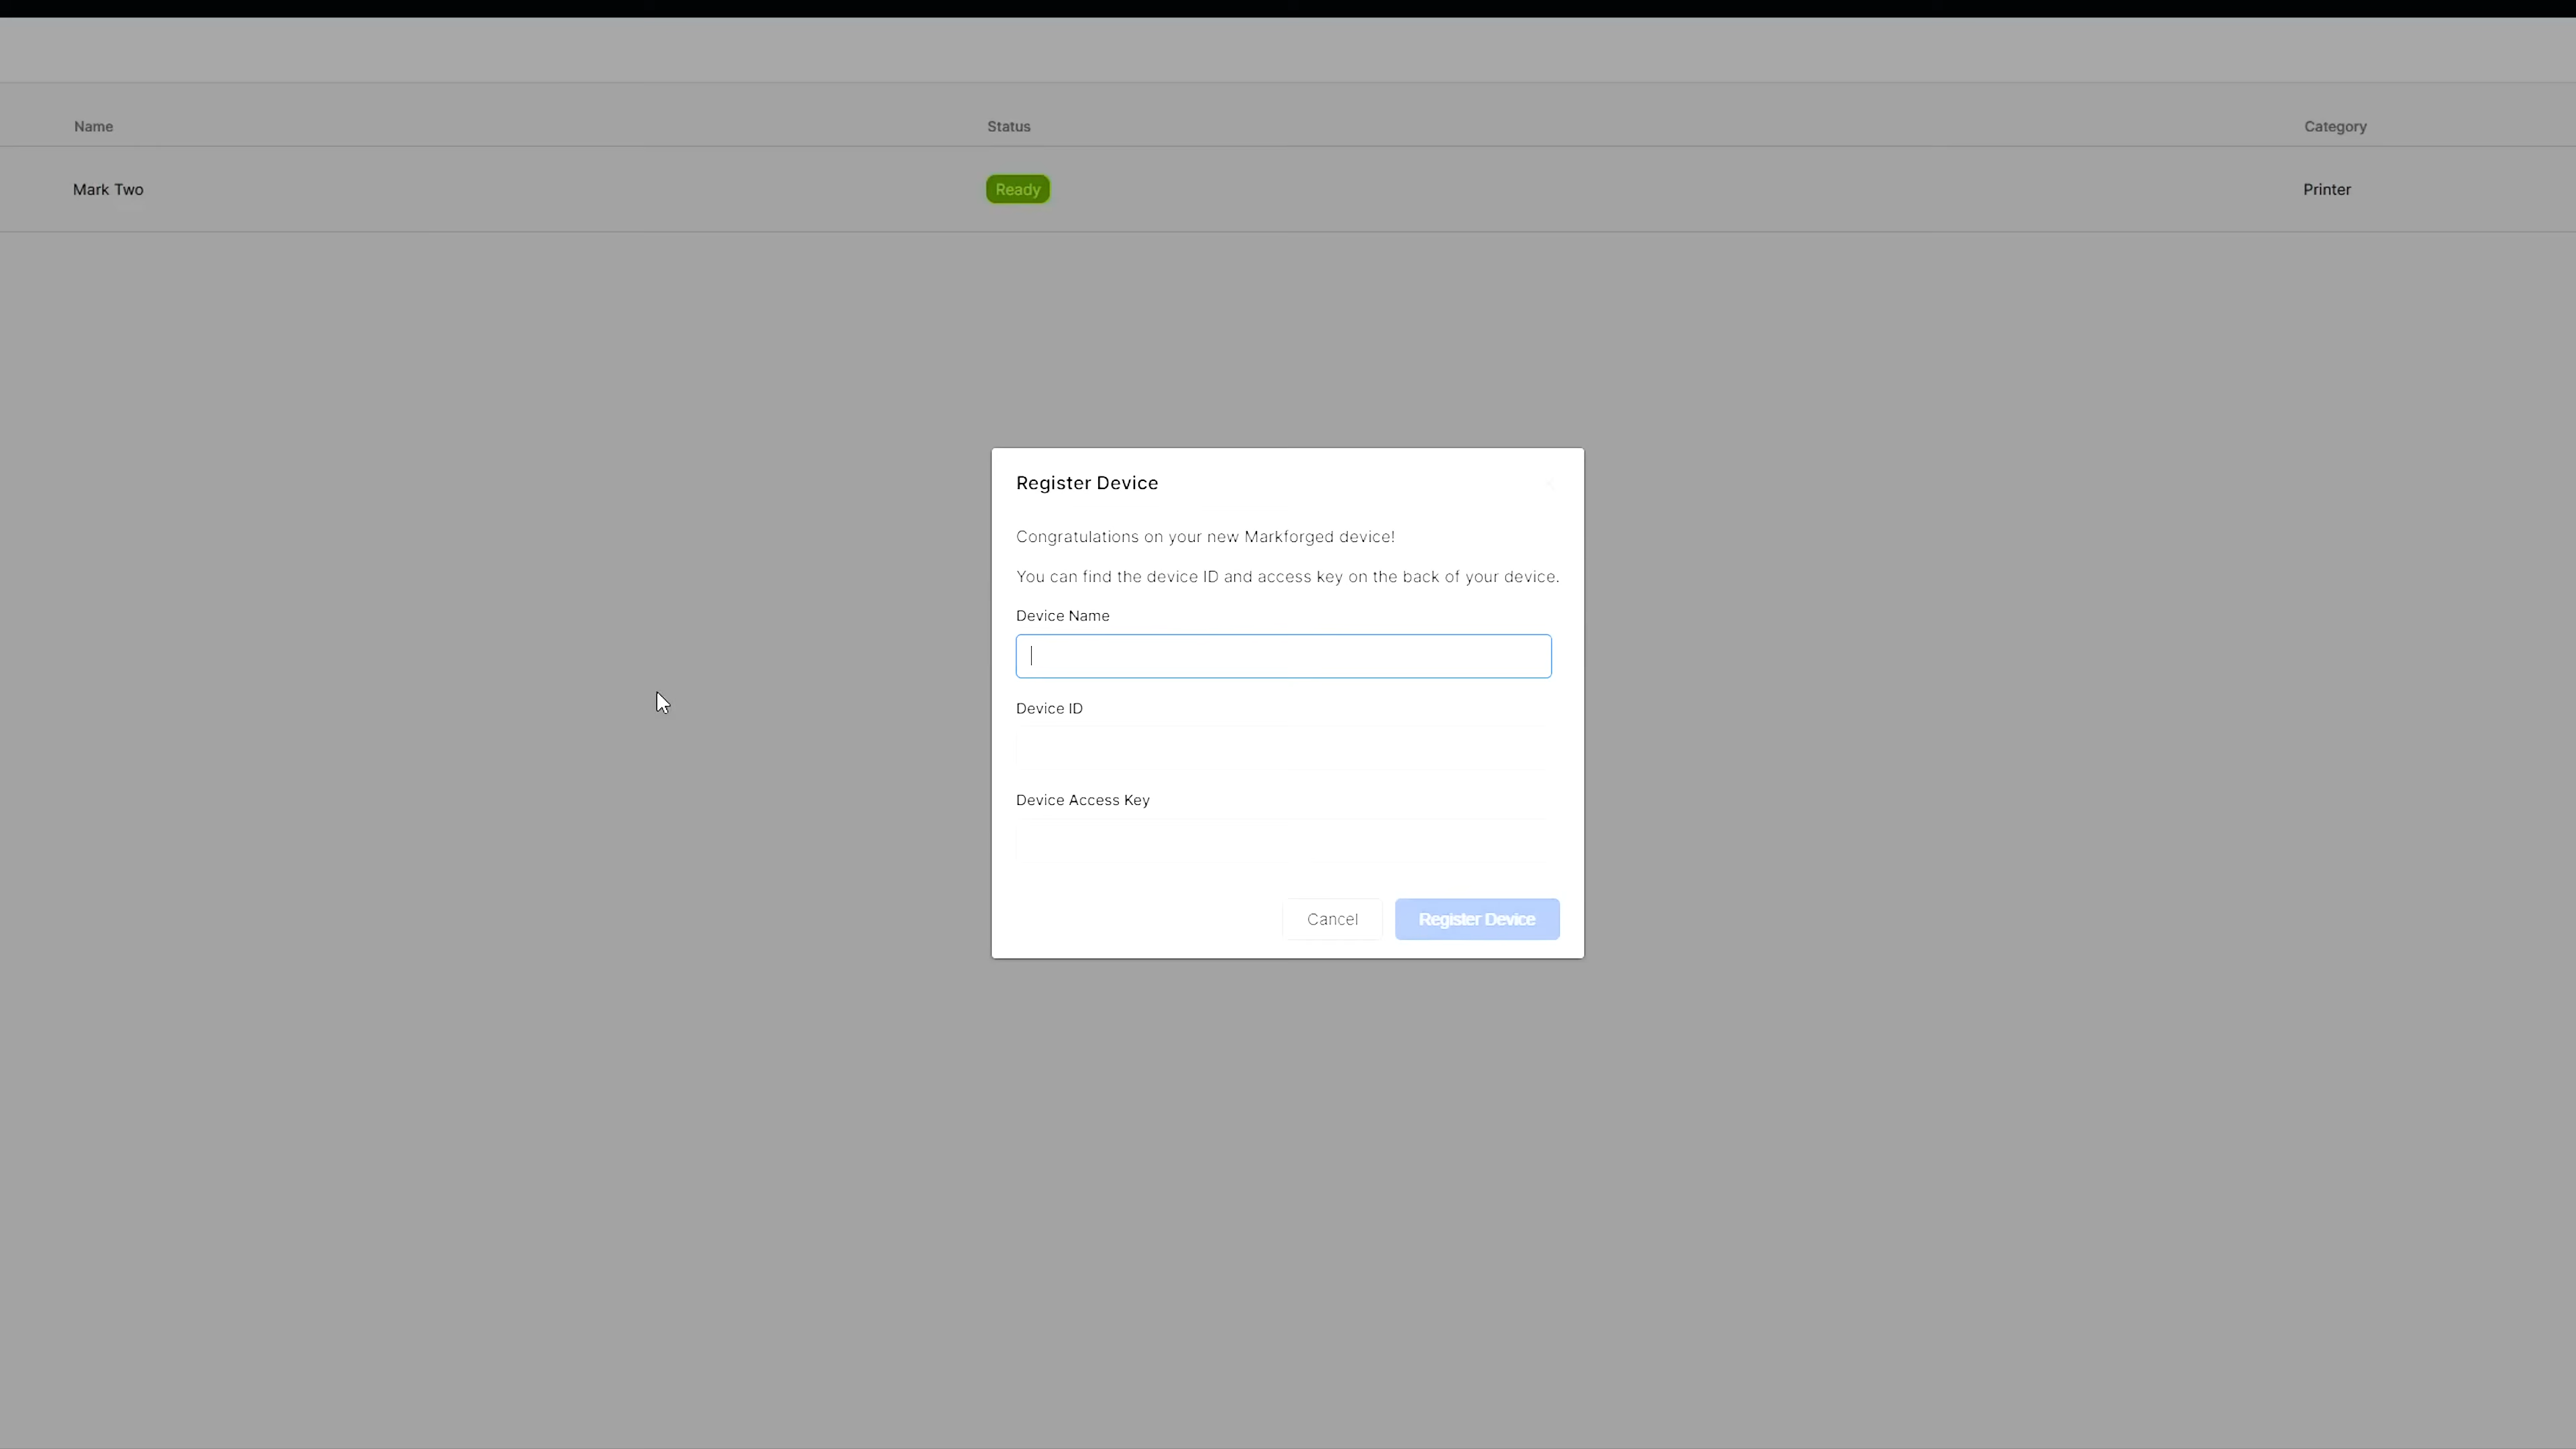 Name Status Category
Mark Two Ready Printer
Register Device
Congratulations on your new Markforged device!
You can find the device ID and access key on the back of your device.
Device Name
Device ID
Device Access Key
Cancel Register Device